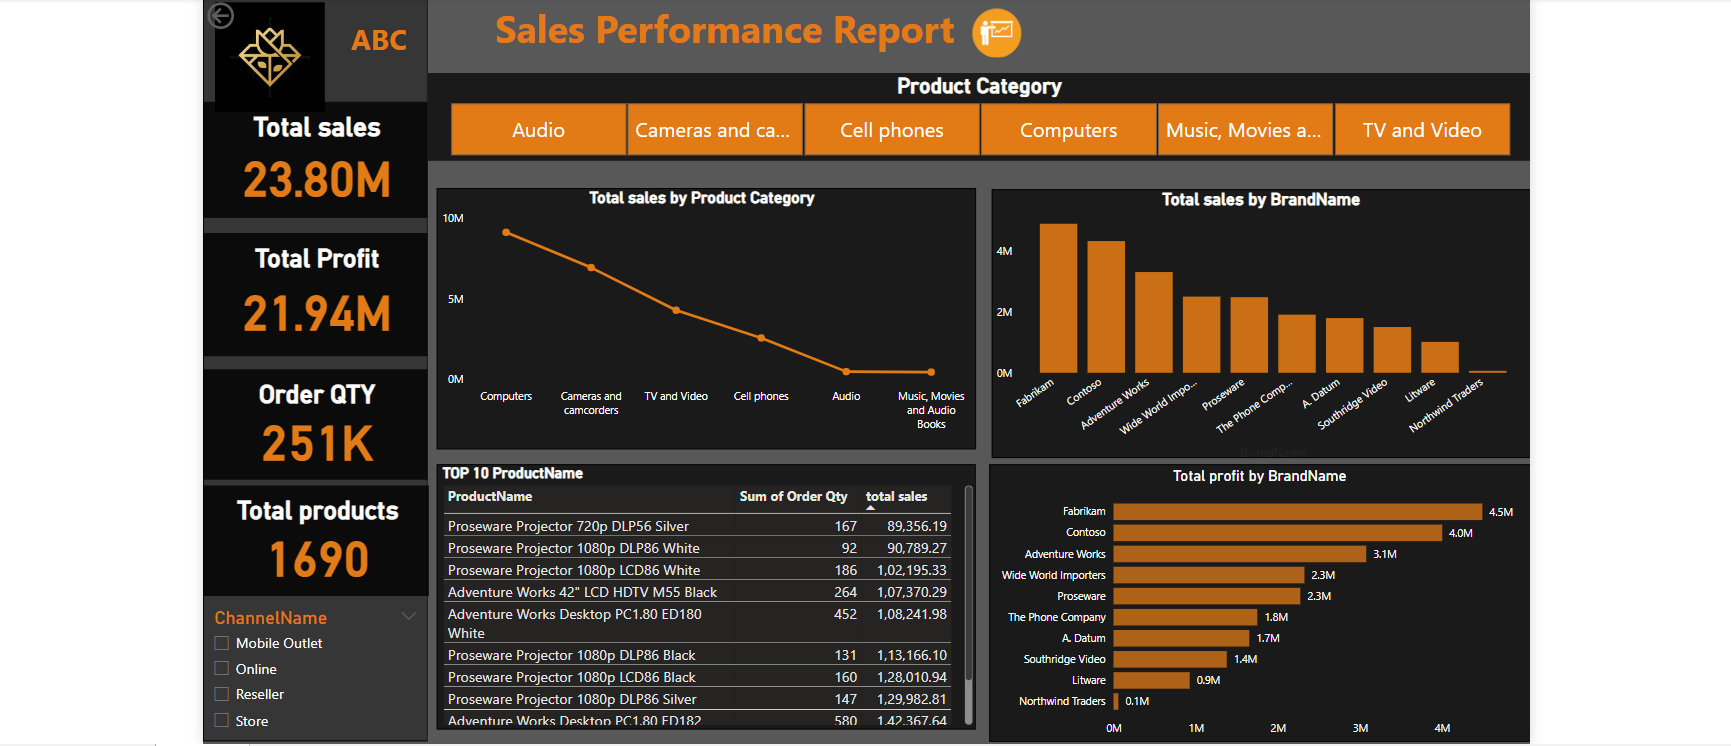 ABC
Sales Performance Report
Product Category
Audio
Cameras and ca...
Cell phones
Computers
Music, Movies a...
TV and Video
Total sales
23.80M
Total Profit
21.94M
Order QTY
251K
Total products
1690
ChannelName
Mobile Outlet
Online
Reseller
Store
Total sales by Product Category
10M
5M
0M
Computers
Cameras and
camcorders
TV and Video
Cell phones
Audio
Music, Movies
and Audio
Books
Total sales by BrandName
4M
2M
0M
Fabrikam
Contoso
Adventure Works
Wide World Impo...
Proseware
The Phone Comp...
A. Datum
Southridge Video
Litware
Northwind Traders
BrandName
TOP 10 ProductName
ProductName Sum of Order Qty total sales
Proseware Projector 720p DLP56 Silver 167 89,356.19
Proseware Projector 1080p DLP86 White 92 90,789.27
Proseware Projector 1080p LCD86 White 186 1,02,195.33
Adventure Works 42" LCD HDTV M55 Black 264 1,07,370.29
Adventure Works Desktop PC1.80 ED180 452 1,08,241.98
White
Proseware Projector 1080p DLP86 Black 131 1,13,166.10
Proseware Projector 1080p LCD86 Black 160 1,28,010.94
Proseware Projector 1080p DLP86 Silver 147 1,29,982.81
Adventure Works Desktop PC1.80 ED182 580 1,42,367.64
Total profit by BrandName
Fabrikam 4.5M
Contoso 4.0M
Adventure Works 3.1M
Wide World Importers 2.3M
Proseware 2.3M
The Phone Company 1.8M
A. Datum 1.7M
Southridge Video 1.4M
Litware 0.9M
Northwind Traders 0.1M
0M 1M 2M 3M 4M